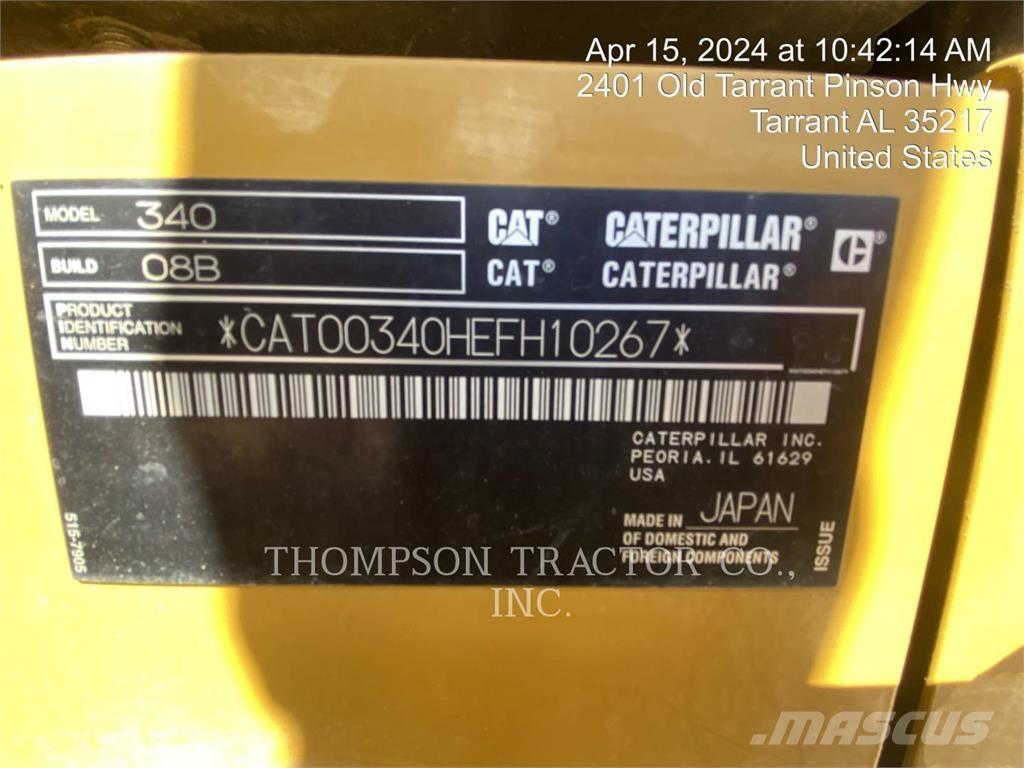 Apr 15, 2024 at 10:42:14 AM
2401 Old Tarrant Pinson Hwy
Tarrant AL 35217
United States
MODEL 340
BUILD 08B
CAT® CATERPILLAR®
CAT® CATERPILLAR®
PRODUCT
IDENTIFICATION
NUMBER
*CAT00340HEFH10267*
CATERPILLAR INC.
PEORIA. IL 61629
USA
MADE IN JAPAN
OF DOMESTIC AND
FOREIGN COMPONENTS
ISSUE
515-7905
THOMPSON TRACTOR CO.,
INC.
MASCUS